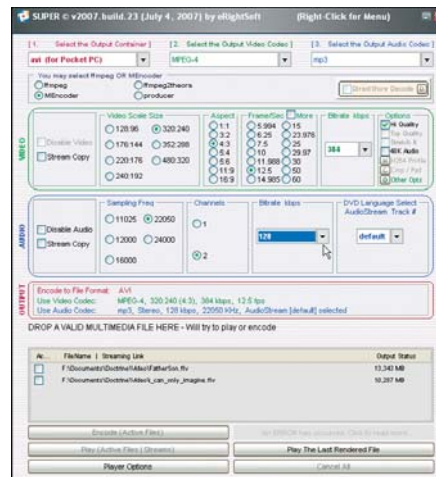 SUPER © v2007.build.23 (July 4, 2007) by eRightSoft (Right-Click for Menu)
[ 1. Select the Output Container ] [ 2. Select the Output Video Codec ] [ 3. Select the Output Audio Codec ]
avi (for Pocket PC) MPEG-4 mp3
You may select ffmpeg OR MEncoder
ffmpeg ffmpeg2theora
MEncoder producer
VIDEO
Disable Video
Stream Copy
Video Scale Size
128:96 320:240
176:144 352:288
220:176 480:320
240:192
Aspect
1:1
3:2
4:3
5:4
5:6
11:9
16:9
Frame/Sec More
5.994 15
6.25 23.976
7.5 25
10 29.97
11.988 30
12.5 50
14.985 60
Bitrate kbps
384
Options
Hi Quality
Top Quality
48K Audio
Crop / Pad
Other Opts
AUDIO
Disable Audio
Stream Copy
Sampling Freq
11025 22050
12000 24000
16000
Channels
1
2
Bitrate kbps
128
DVD Language Select
AudioStream Track #
default
OUTPUT
Encode to File Format: AVI
Use Video Codec: MPEG-4, 320:240 (4:3), 384 kbps, 12.5 fps
Use Audio Codec: mp3, Stereo, 128 kbps, 22050 kHz, AudioStream [default] selected
DROP A VALID MULTIMEDIA FILE HERE - Will try to play or encode
Ac... FileName | Streaming Link Output Status
13,343 MB
10,287 MB
Encode (Active Files)
Play (Active Files | Streams) Play The Last Rendered File
Player Options Cancel All